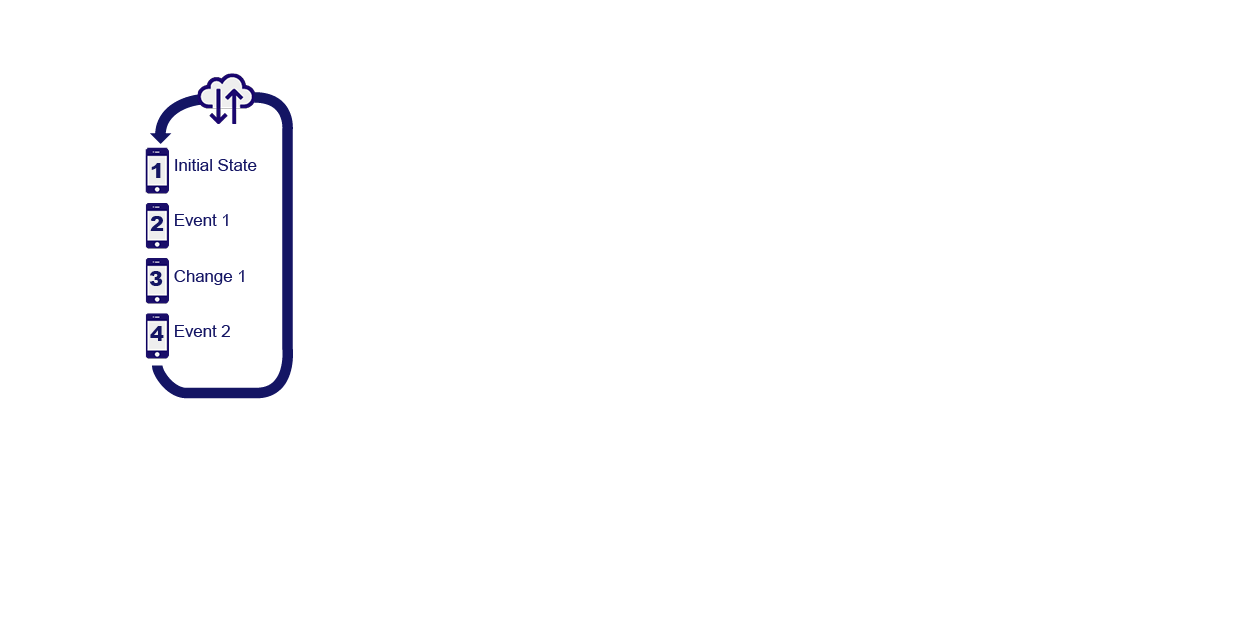 1 Initial State
2 Event 1
3 Change 1
4 Event 2